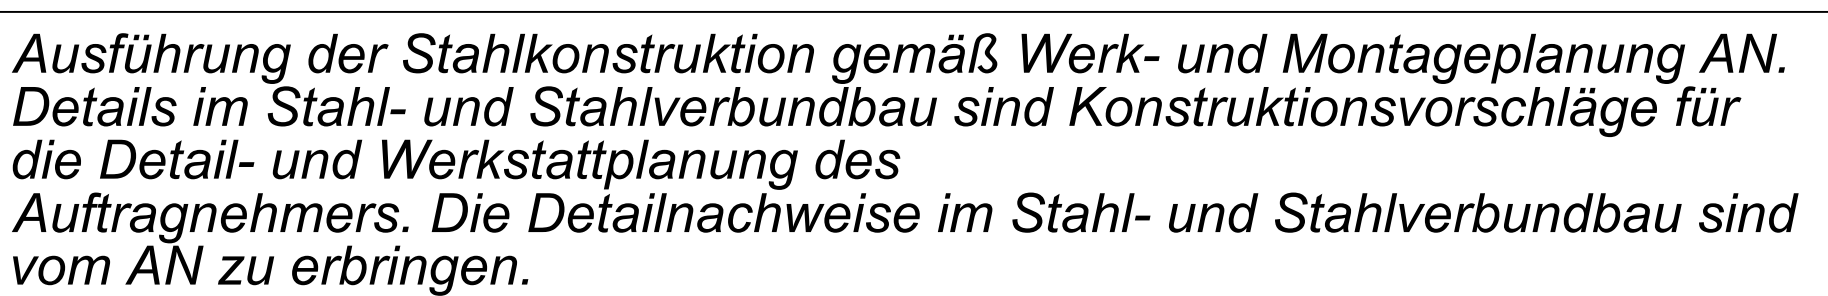 Ausführung der Stahlkonstruktion gemäß Werk- und Montageplanung AN.
Details im Stahl- und Stahlverbundbau sind Konstruktionsvorschläge für
die Detail- und Werkstattplanung des
Auftragnehmers. Die Detailnachweise im Stahl- und Stahlverbundbau sind
vom AN zu erbringen.